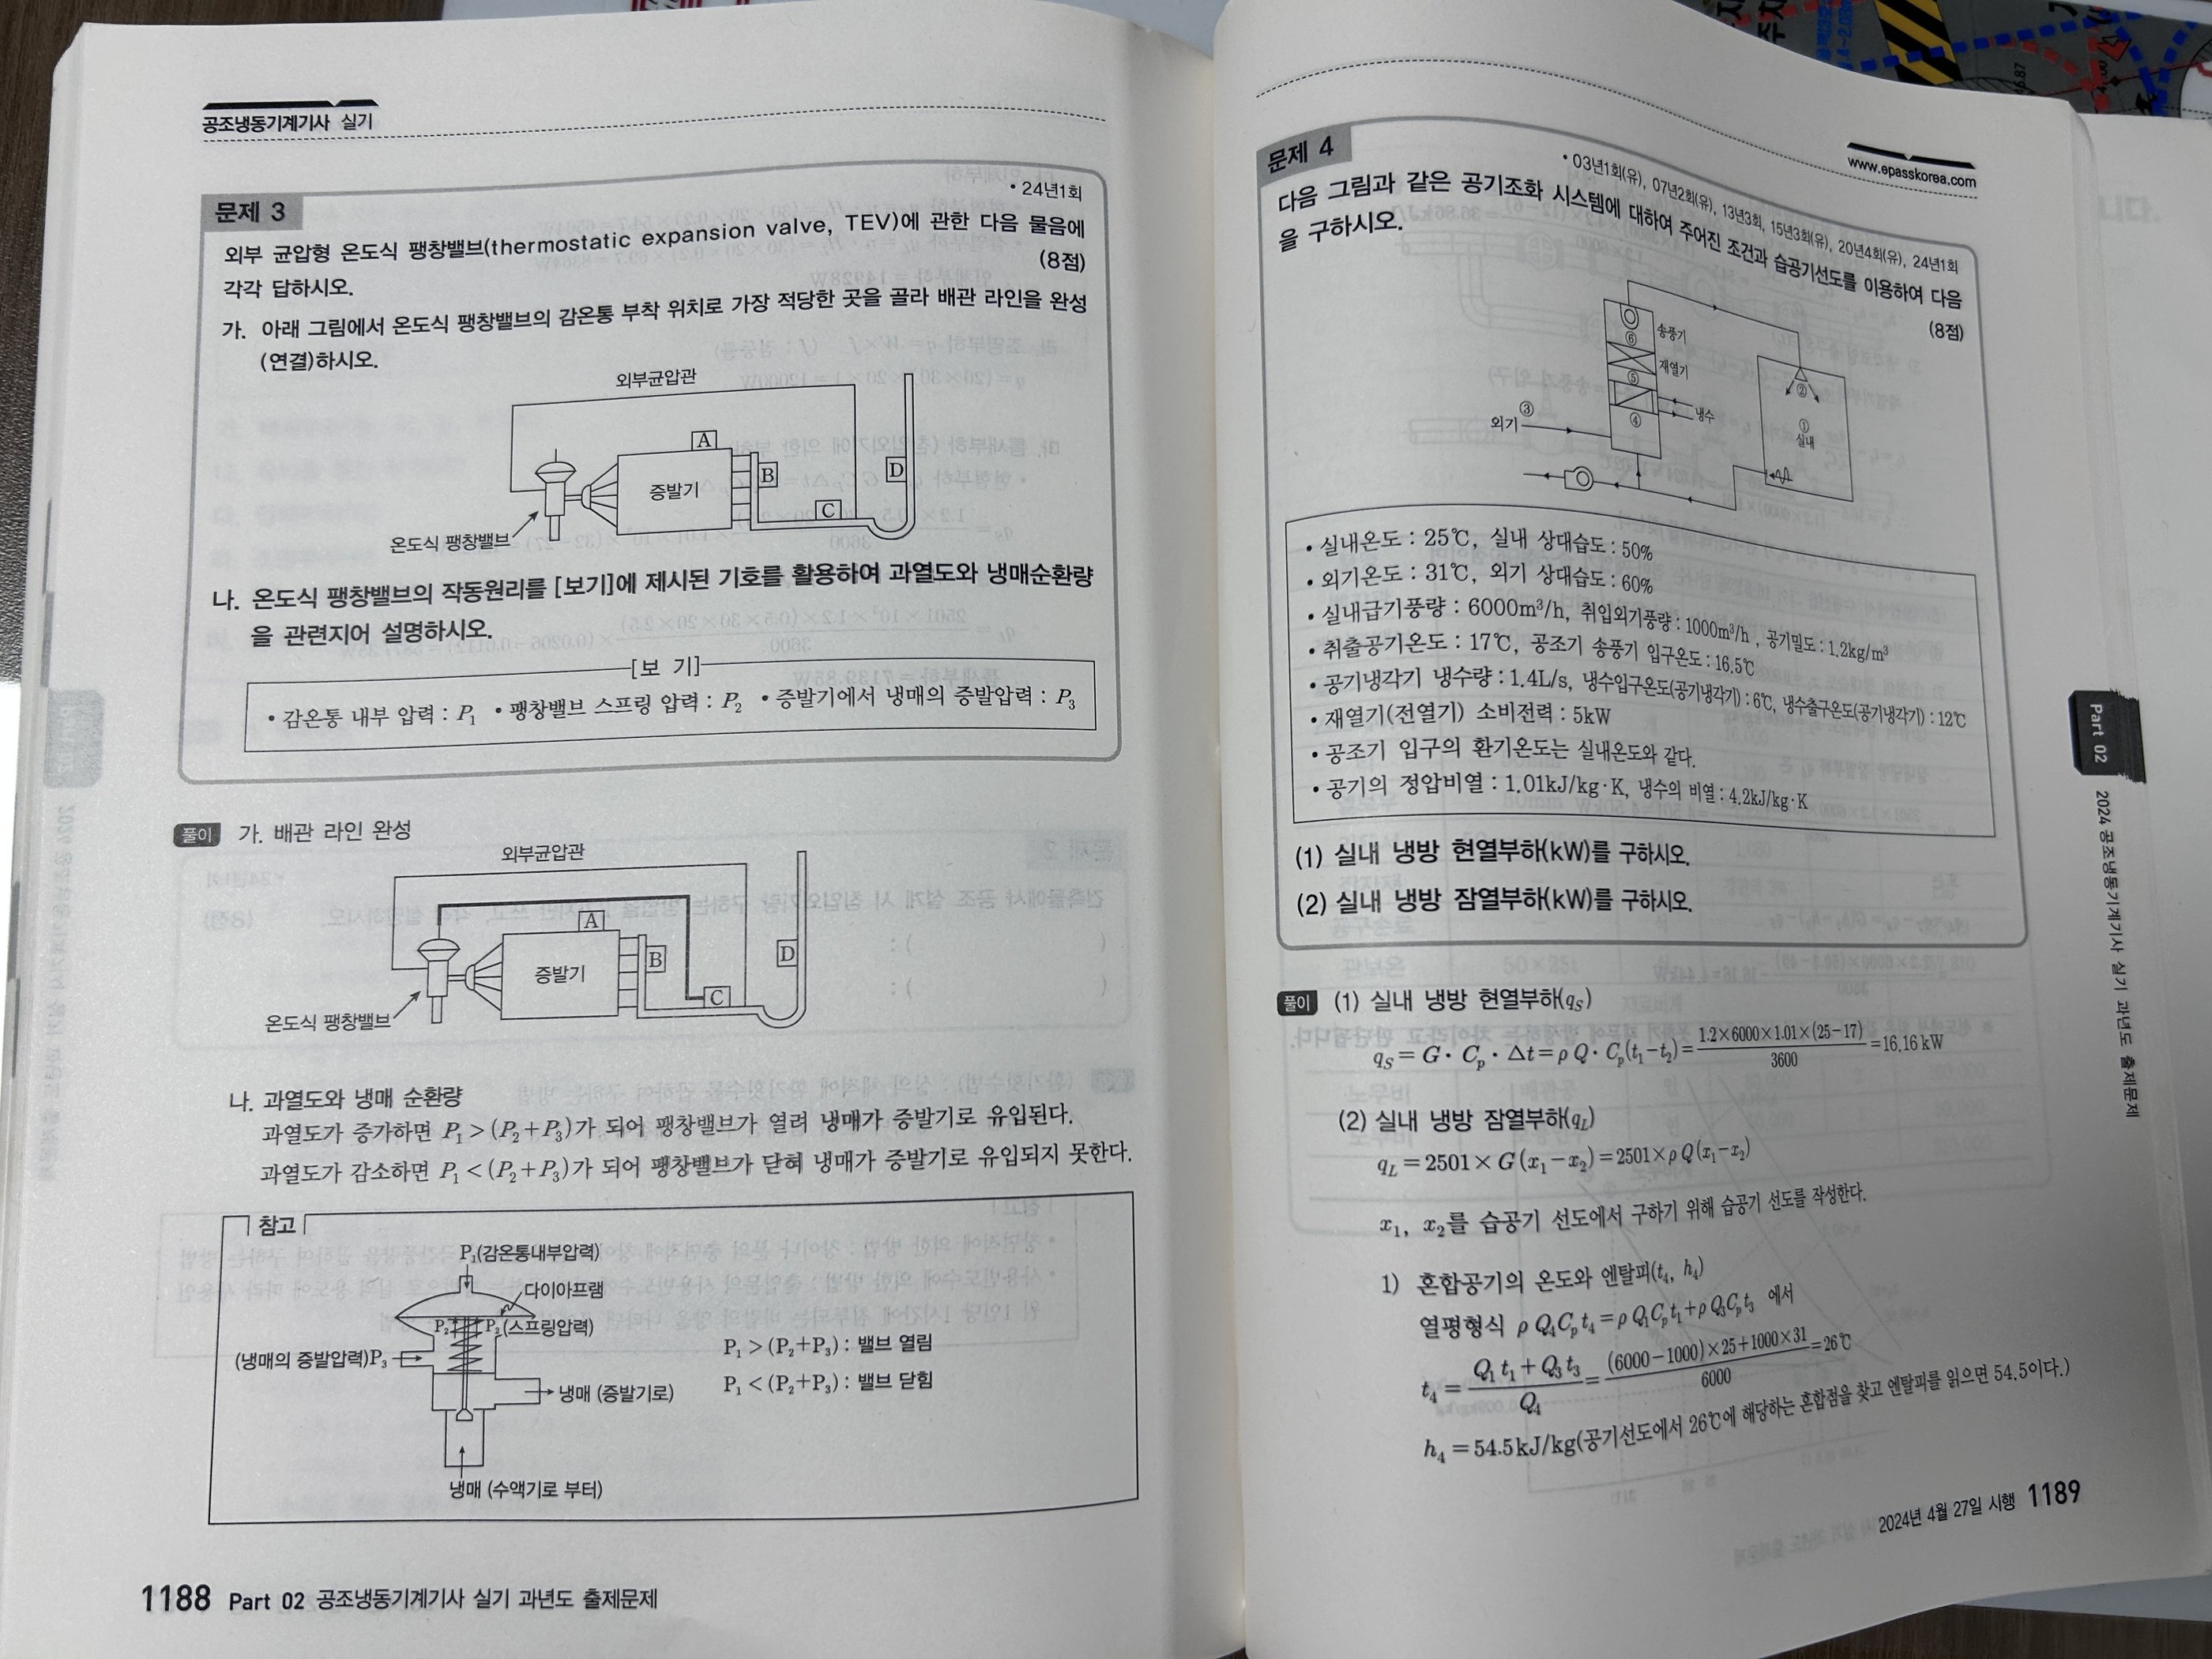 공조냉동기계기사 실기
문제 3
• 24년1회
외부 균압형 온도식 팽창밸브(thermostatic expansion valve, TEV)에 관한 다음 물음에
각각 답하시오.
(8점)
가. 아래 그림에서 온도식 팽창밸브의 감온통 부착 위치로 가장 적당한 곳을 골라 배관 라인을 완성
(연결)하시오.
외부균압관
A
B
C
D
증발기
온도식 팽창밸브
나. 온도식 팽창밸브의 작동원리를 [보기]에 제시된 기호를 활용하여 과열도와 냉매순환량
을 관련지어 설명하시오.
[보 기]
• 감온통 내부 압력 : P₁ • 팽창밸브 스프링 압력 : P₂ • 증발기에서 냉매의 증발압력 : P₃
풀이 가. 배관 라인 완성
외부균압관
A
B
C
D
증발기
온도식 팽창밸브
나. 과열도와 냉매 순환량
과열도가 증가하면 P₁ > (P₂+P₃)가 되어 팽창밸브가 열려 냉매가 증발기로 유입된다.
과열도가 감소하면 P₁ < (P₂+P₃)가 되어 팽창밸브가 닫혀 냉매가 증발기로 유입되지 못한다.
참고
P₁(감온통내부압력)
다이아프램
P₂ P₂(스프링압력)
(냉매의 증발압력)P₃
냉매 (증발기로)
냉매 (수액기로 부터)
P₁ > (P₂+P₃) : 밸브 열림
P₁ < (P₂+P₃) : 밸브 닫힘
1188 Part 02 공조냉동기계기사 실기 과년도 출제문제
www.epasskorea.com
문제 4
• 03년1회(유), 07년2회(유), 13년3회, 15년3회(유), 20년4회(유), 24년1회
다음 그림과 같은 공기조화 시스템에 대하여 주어진 조건과 습공기선도를 이용하여 다음
을 구하시오.
(8점)
송풍기
⑥
재열기
⑤
냉수
④
외기 ③
②
①
실내
• 실내온도 : 25℃, 실내 상대습도 : 50%
• 외기온도 : 31℃, 외기 상대습도 : 60%
• 실내급기풍량 : 6000m³/h, 취입외기풍량 : 1000m³/h, 공기밀도 : 1.2kg/m³
• 취출공기온도 : 17℃, 공조기 송풍기 입구온도 : 16.5℃
• 공기냉각기 냉수량 : 1.4L/s, 냉수입구온도(공기냉각기) : 6℃, 냉수출구온도(공기냉각기) : 12℃
• 재열기(전열기) 소비전력 : 5kW
• 공조기 입구의 환기온도는 실내온도와 같다.
• 공기의 정압비열 : 1.01kJ/kg·K, 냉수의 비열 : 4.2kJ/kg·K
(1) 실내 냉방 현열부하(kW)를 구하시오.
(2) 실내 냉방 잠열부하(kW)를 구하시오.
풀이 (1) 실내 냉방 현열부하(qS)
qS = G· Cp · Δt = ρ Q· Cp(t₁−t₂) = 1.2×6000×1.01×(25−17) / 3600 = 16.16 kW
(2) 실내 냉방 잠열부하(qL)
qL = 2501 × G (x₁−x₂) = 2501×ρ Q(x₁−x₂)
x₁, x₂를 습공기 선도에서 구하기 위해 습공기 선도를 작성한다.
1) 혼합공기의 온도와 엔탈피(t₄, h₄)
열평형식 ρ Q₄Cp t₄ = ρ Q₁Cp t₁ + ρ Q₃Cp t₃ 에서
t₄ = Q₁ t₁ + Q₃ t₃ / Q₄ = (6000−1000)×25+1000×31 / 6000 = 26℃
h₄ = 54.5kJ/kg(공기선도에서 26℃에 해당하는 혼합점을 찾고 엔탈피를 읽으면 54.5이다.)
2024년 4월 27일 시행 1189
Part 02
2024 공조냉동기계기사 실기 과년도 출제문제